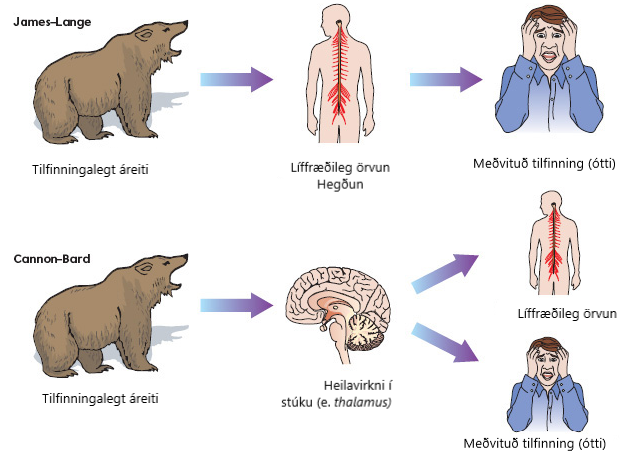 James–Lange
Tilfinningalegt áreiti
Líffræðileg örvun
Hegðun
Meðvituð tilfinning (ótti)
Cannon–Bard
Tilfinningalegt áreiti
Heilavirkni í
stúku (e. thalamus)
Líffræðileg örvun
Meðvituð tilfinning (ótti)